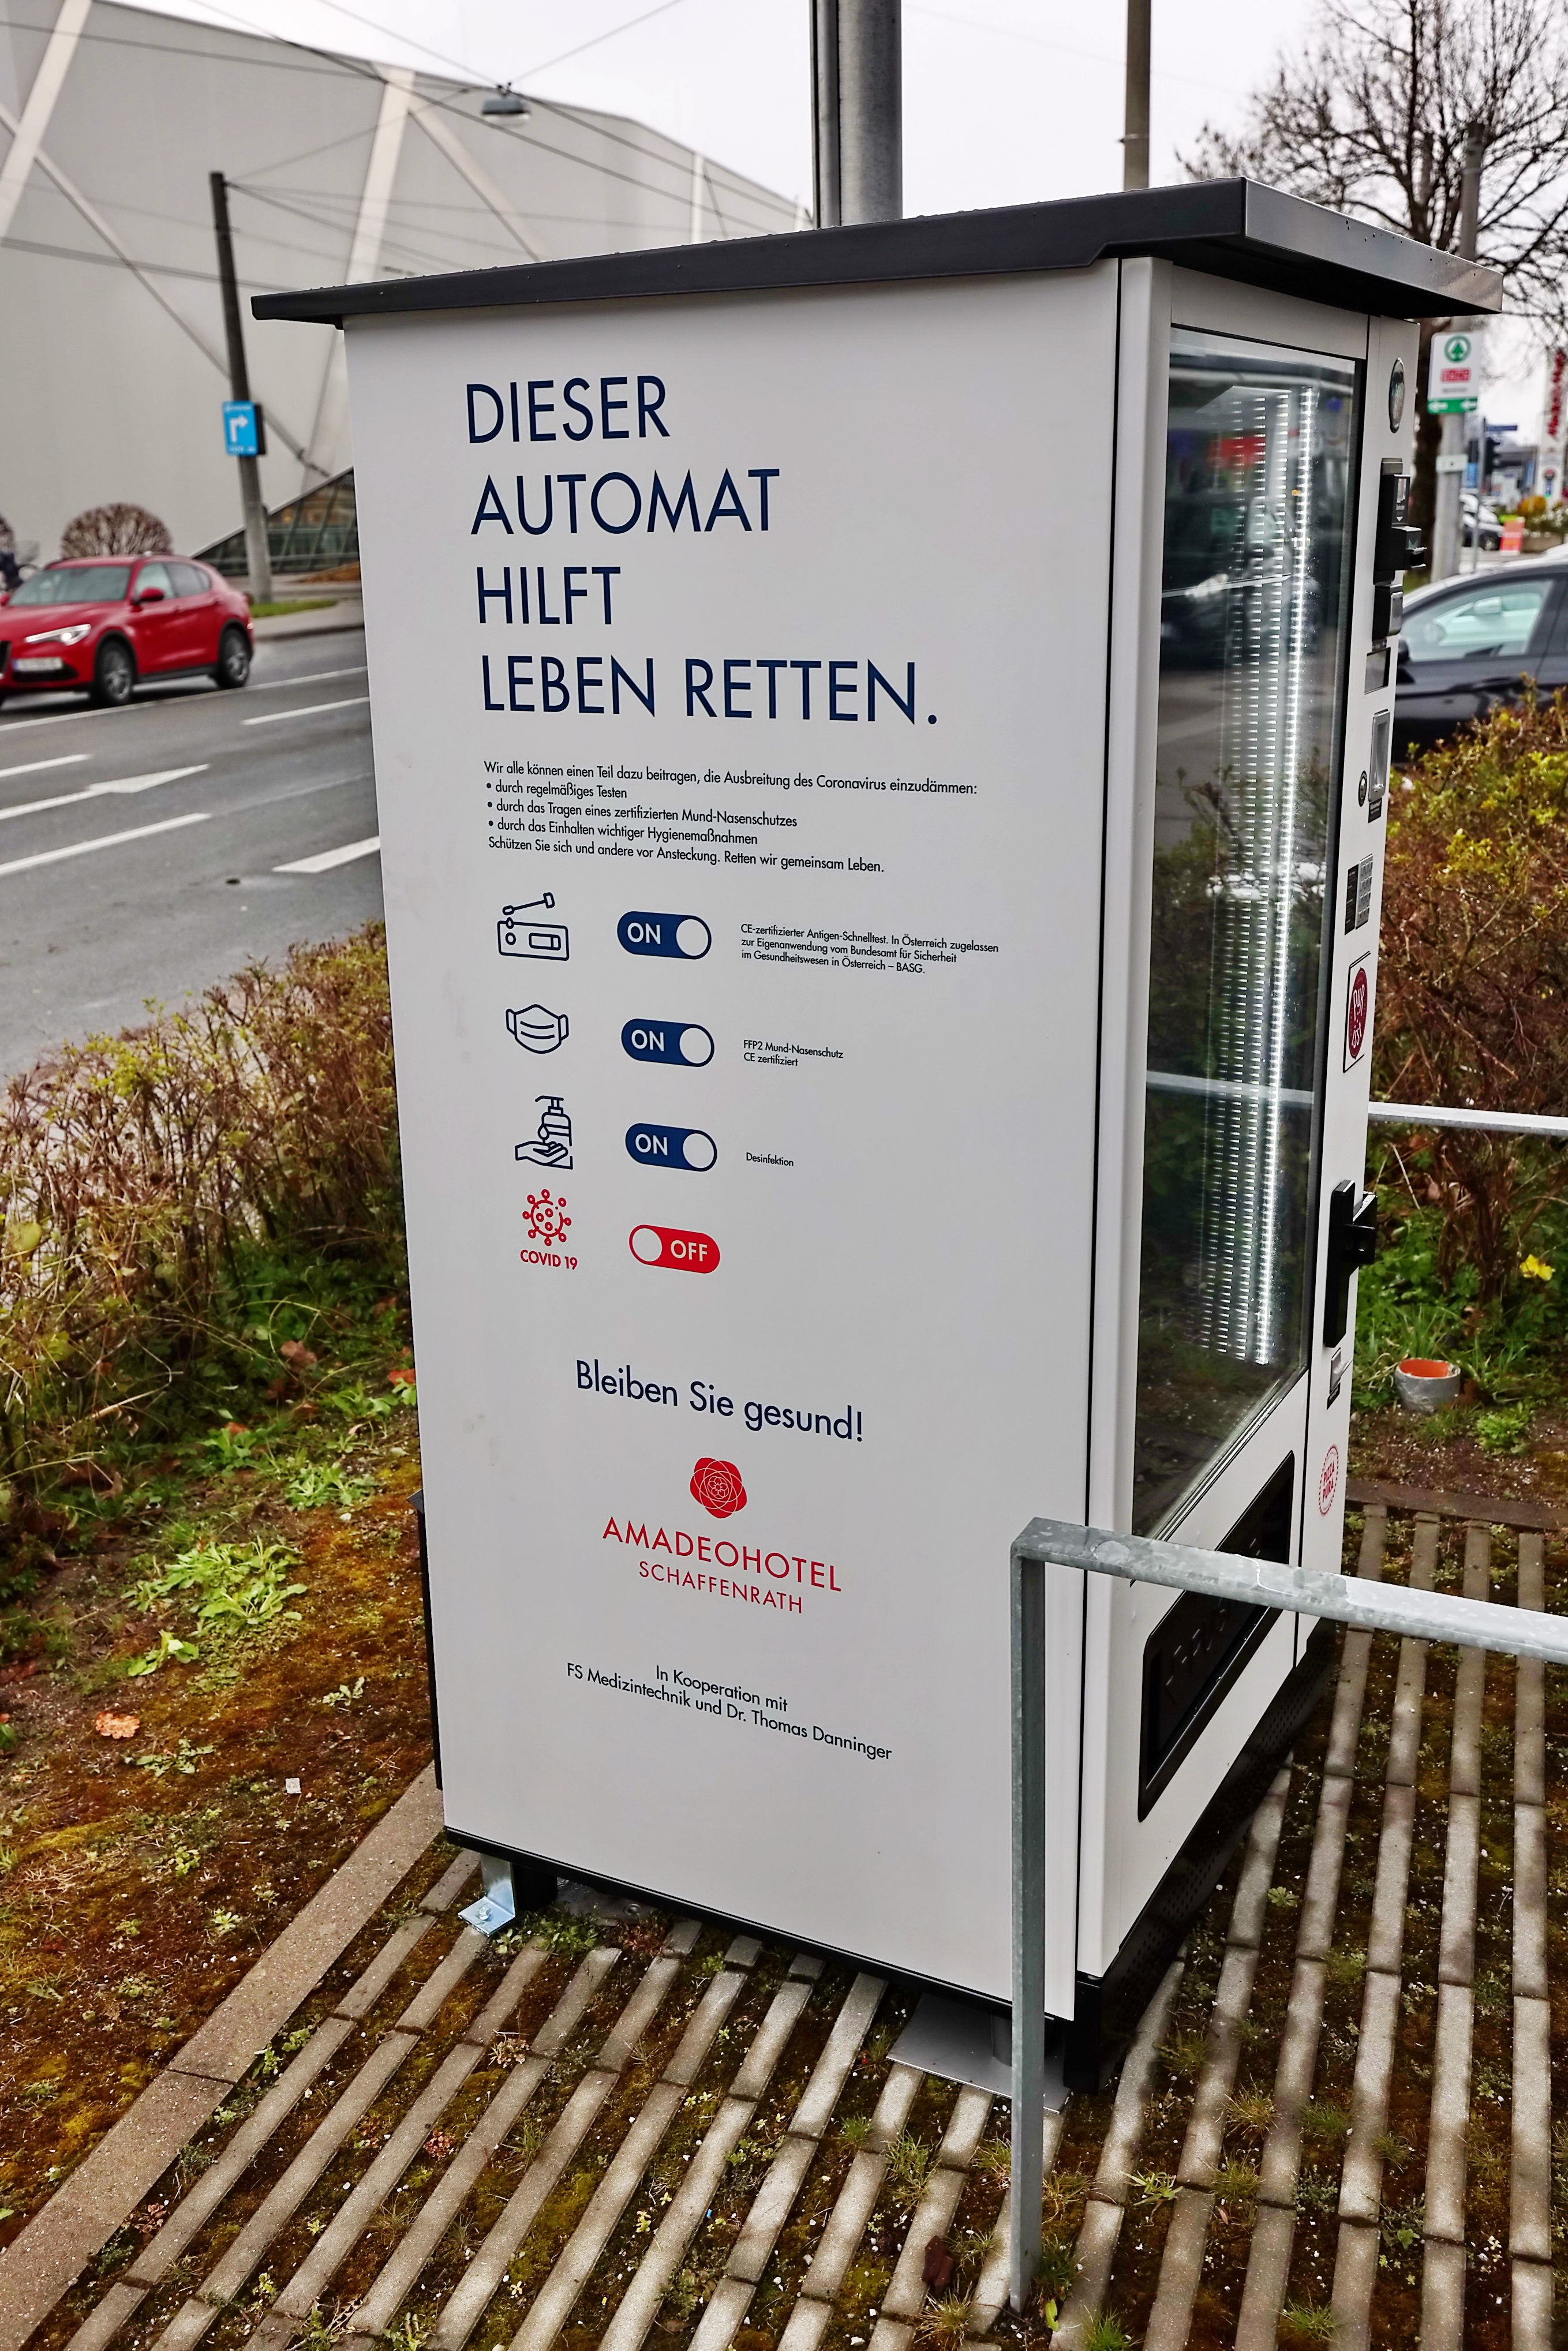 DIESER
AUTOMAT
HILFT
LEBEN RETTEN.
Wir alle können einen Teil dazu beitragen, die Ausbreitung des Coronavirus einzudämmen:
• durch regelmäßiges Testen
• durch das Tragen eines zertifizierten Mund-Nasenschutzes
• durch das Einhalten wichtiger Hygienemaßnahmen
Schützen Sie sich und andere vor Ansteckung. Retten wir gemeinsam Leben.
ON
CE-zertifizierter Antigen-Schnelltest. In Österreich zugelassen
zur Eigenanwendung vom Bundesamt für Sicherheit
im Gesundheitswesen in Österreich – BASG.
ON
FFP2 Mund-Nasenschutz
CE zertifiziert
ON
Desinfektion
COVID 19
OFF
Bleiben Sie gesund!
AMADEOHOTEL
SCHAFFENRATH
In Kooperation mit
FS Medizintechnik und Dr. Thomas Danninger